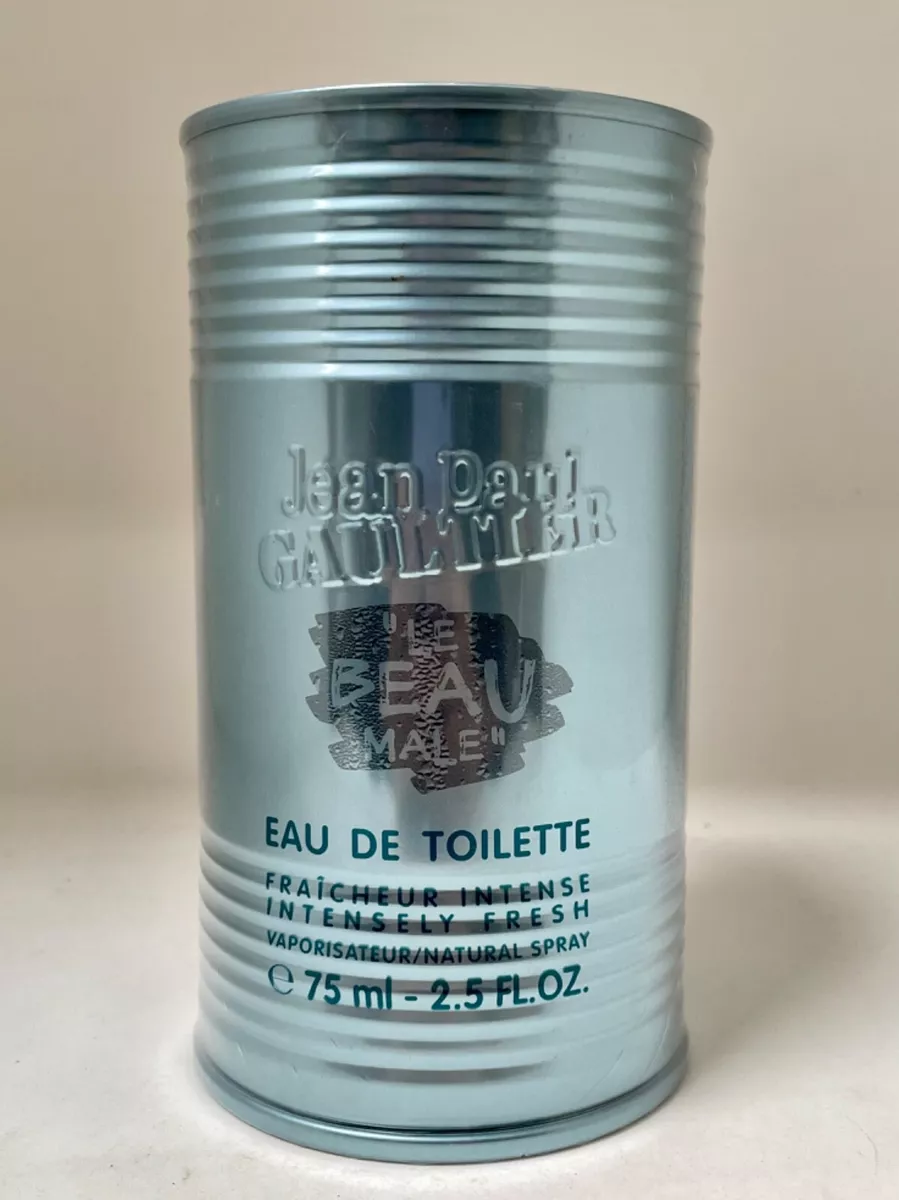 Jean Paul
GAULTIER
"LE
BEAU
MALE"
EAU DE TOILETTE
FRAÎCHEUR INTENSE
INTENSELY FRESH
VAPORISATEUR/NATURAL SPRAY
℮ 75 ml - 2.5 FL.OZ.